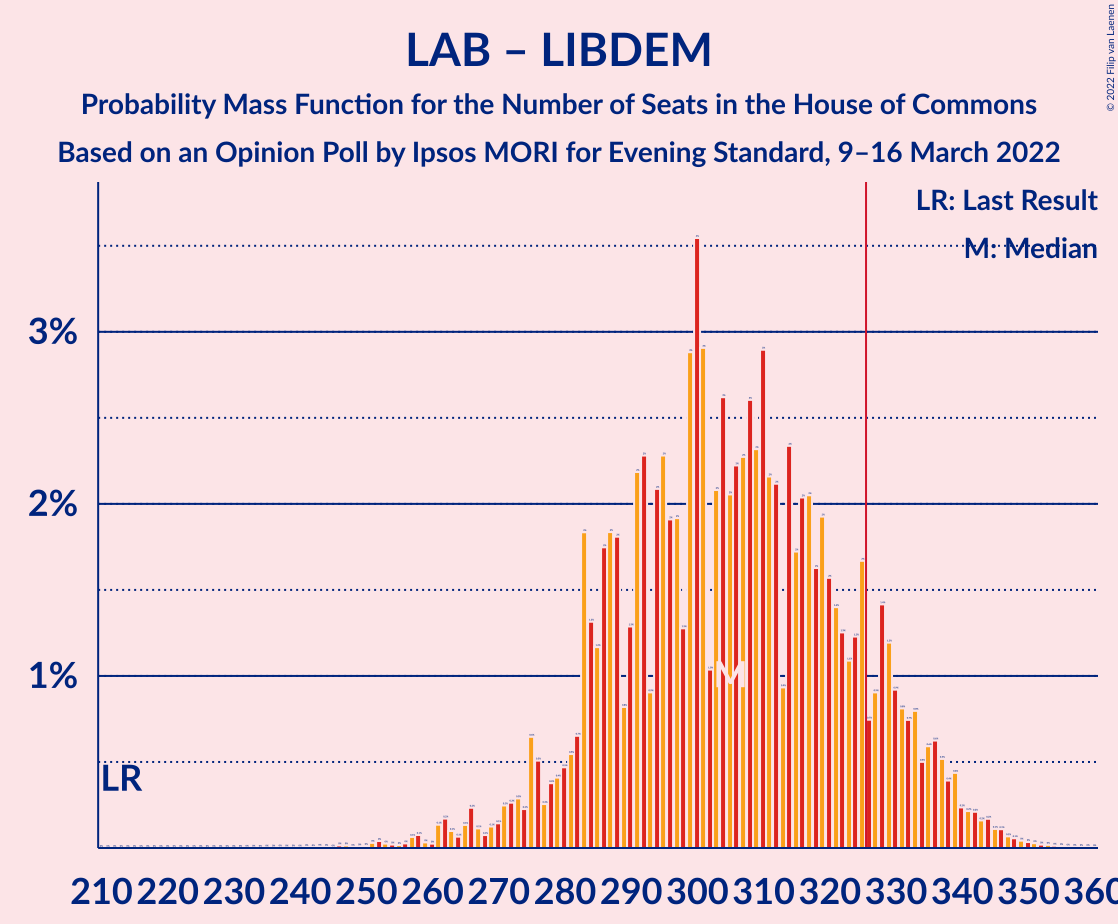 LAB – LIBDEM
Probability Mass Function for the Number of Seats in the House of Commons
Based on an Opinion Poll by Ipsos MORI for Evening Standard, 9–16 March 2022
© 2022 Filip van Laenen
LR: Last Result
M: Median
3%
2%
1%
M
LR
210 220 230 240 250 260 270 280 290 300 310 320 330 340 350 360